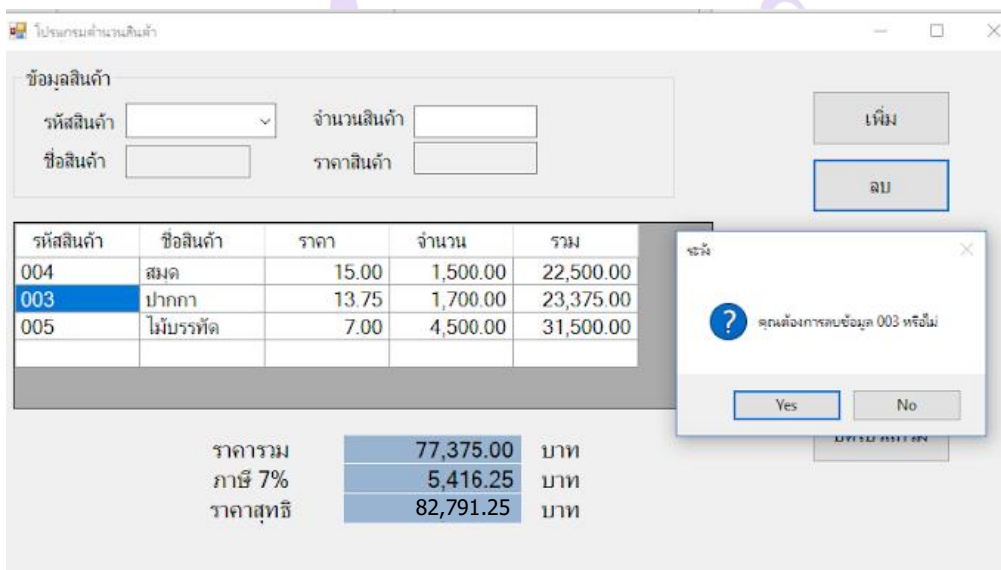 โปรแกรมคำนวนสินค้า
ข้อมูลสินค้า
รหัสสินค้า จำนวนสินค้า
ชื่อสินค้า ราคาสินค้า
เพิ่ม
ลบ
รหัสสินค้า ชื่อสินค้า ราคา จำนวน รวม
004 สมุด 15.00 1,500.00 22,500.00
003 ปากกา 13.75 1,700.00 23,375.00
005 ไม้บรรทัด 7.00 4,500.00 31,500.00
ระวัง
คุณต้องการลบข้อมูล 003 หรือไม่
Yes No
ราคารวม 77,375.00 บาท
ภาษี 7% 5,416.25 บาท
ราคาสุทธิ 82,791.25 บาท